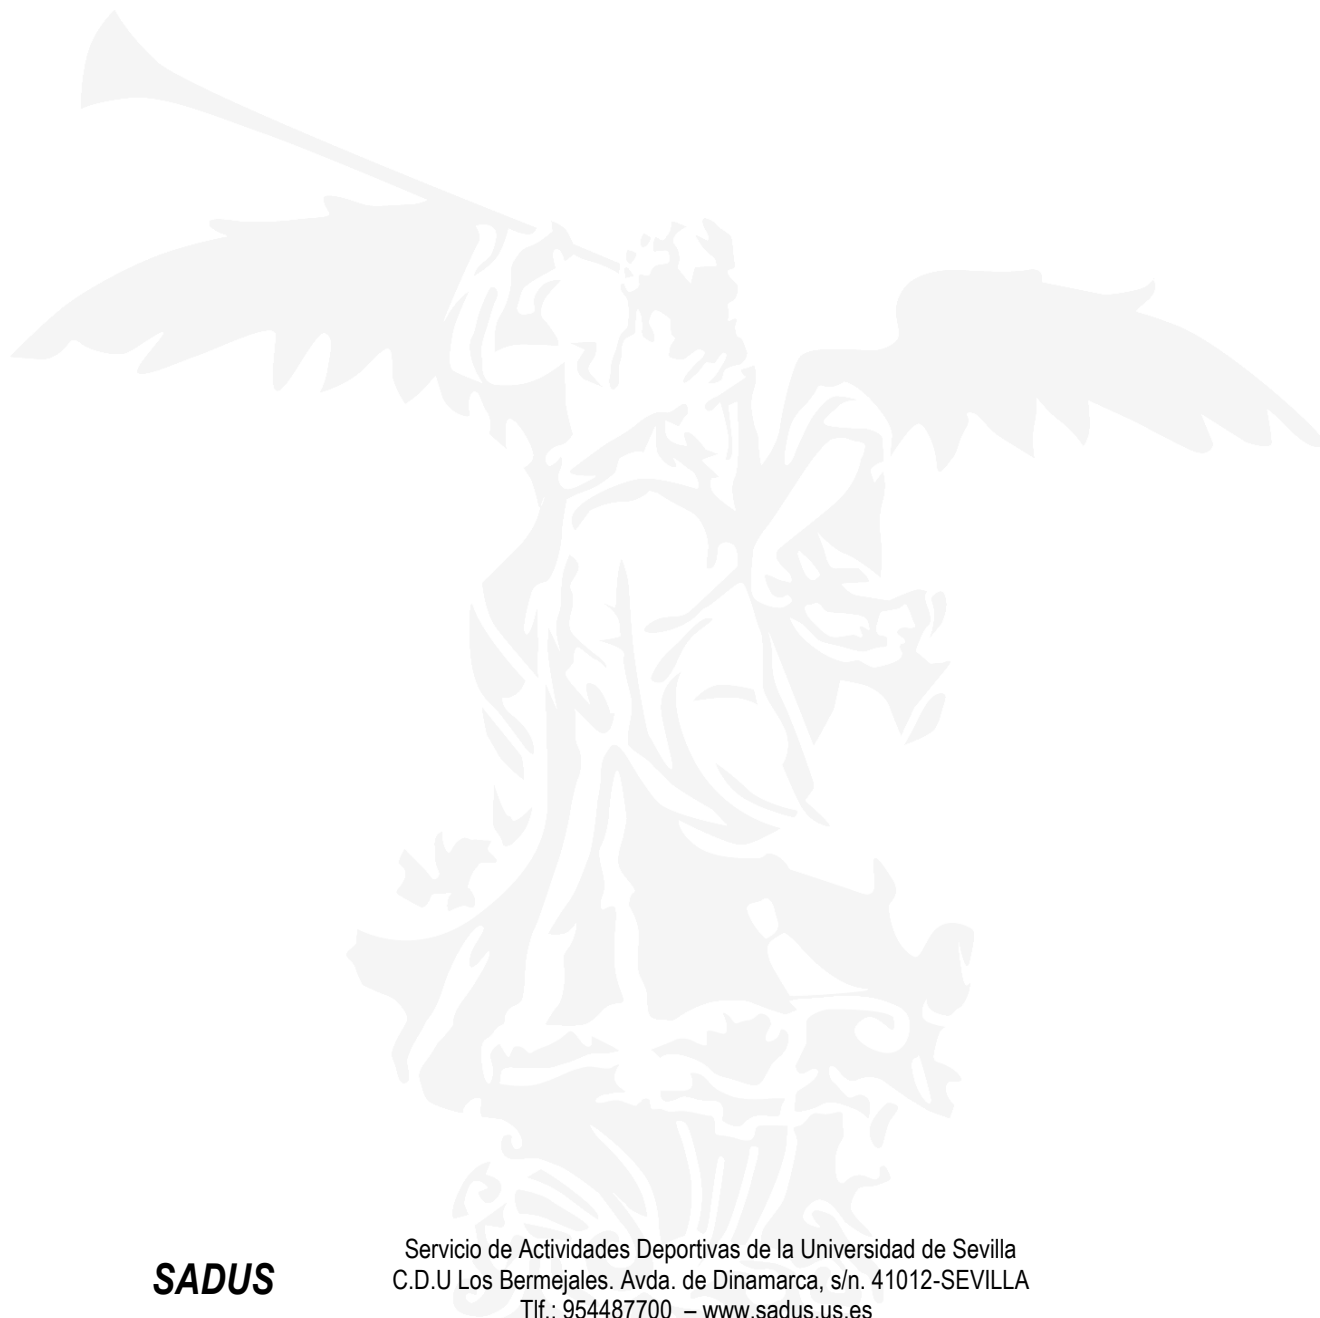 Servicio de Actividades Deportivas de la Universidad de Sevilla
SADUS
C.D.U Los Bermejales. Avda. de Dinamarca, s/n. 41012-SEVILLA
Tlf.: 954487700 – www.sadus.us.es